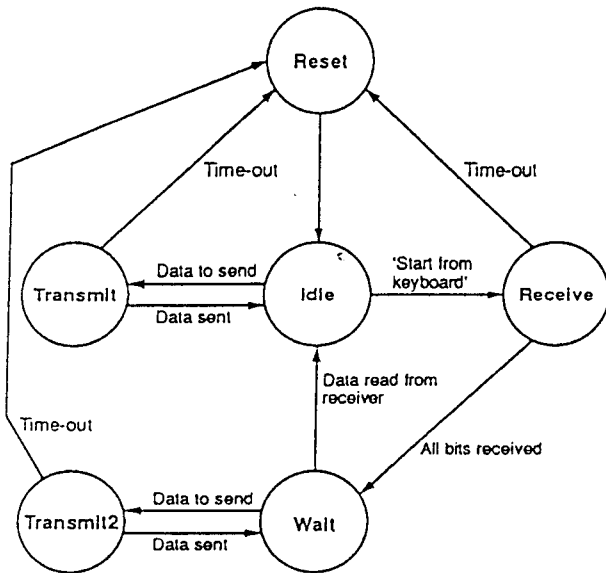 Reset
Time-out
Time-out
Data to send
Transmit
Idle
'Start from
keyboard'
Receive
Data sent
Data read from
receiver
Time-out
All bits received
Data to send
Transmit2
Wait
Data sent